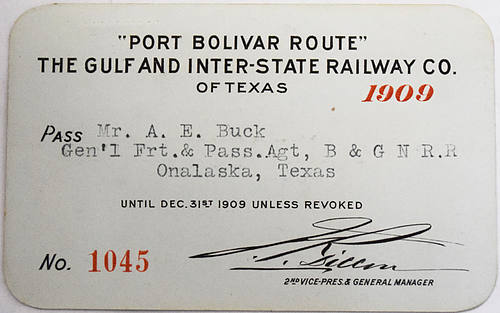 "PORT BOLIVAR ROUTE"
THE GULF AND INTER-STATE RAILWAY CO.
OF TEXAS
1909
PASS Mr. A. E. Buck
Gen'l Frt.& Pass.Agt, B & G N R.R
Onalaska, Texas
UNTIL DEC. 31ST 1909 UNLESS REVOKED
No. 1045
2ND VICE-PRES. & GENERAL MANAGER